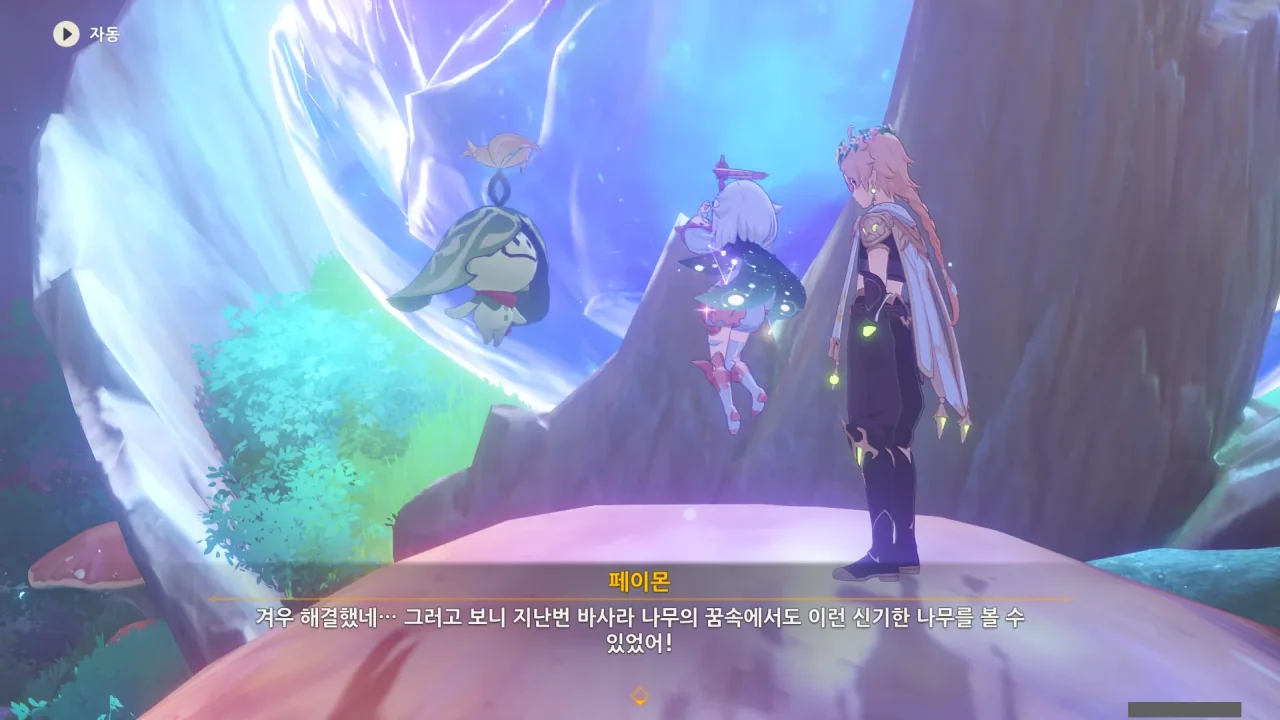 자동
페이몬
겨우 해결했네… 그러고 보니 지난번 바사라 나무의 꿈속에서도 이런 신기한 나무를 볼 수
있었어!